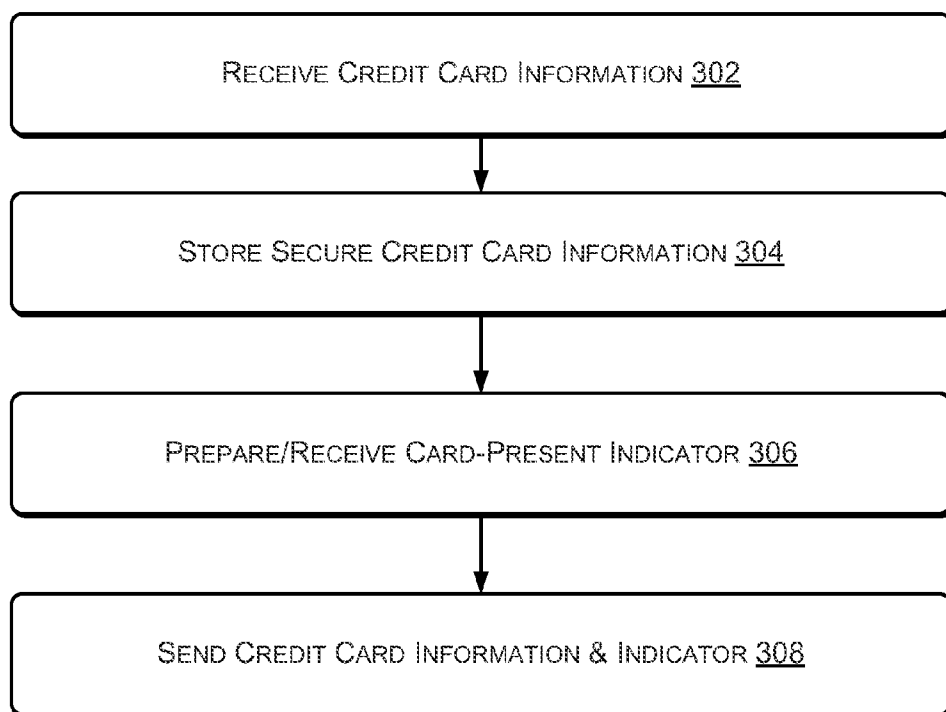 RECEIVE CREDIT CARD INFORMATION 302
STORE SECURE CREDIT CARD INFORMATION 304
PREPARE/RECEIVE CARD-PRESENT INDICATOR 306
SEND CREDIT CARD INFORMATION & INDICATOR 308